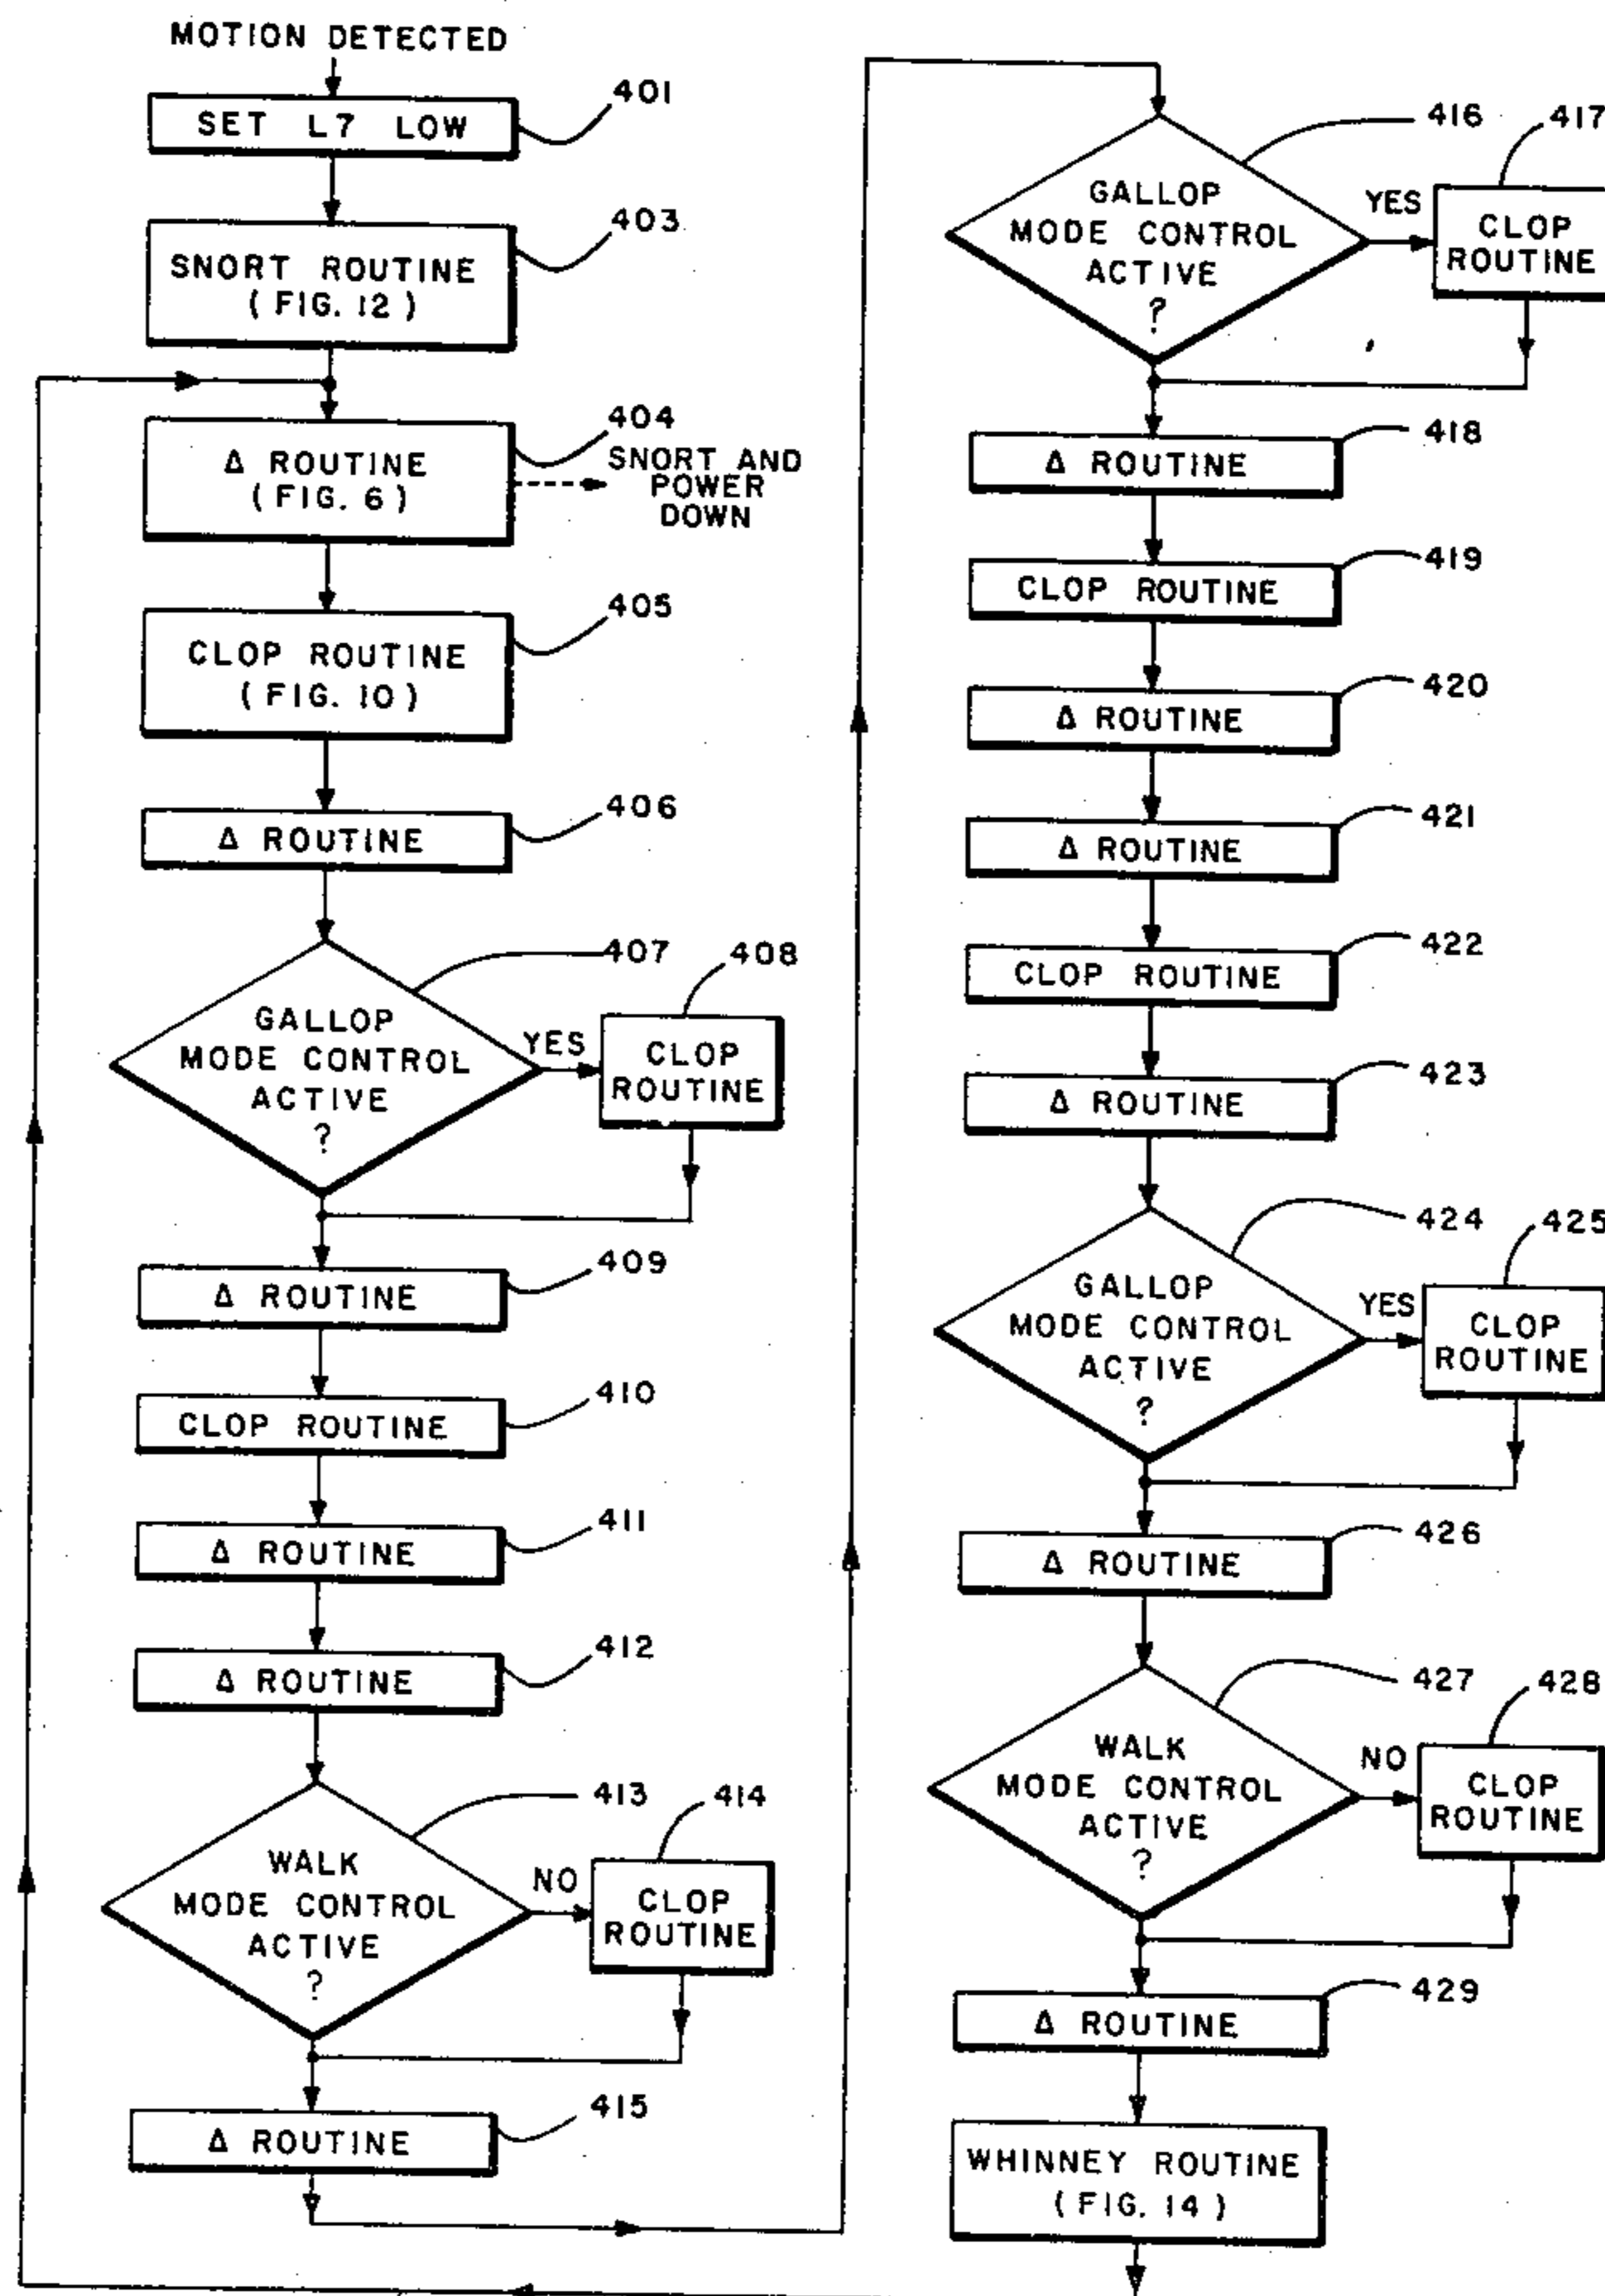 MOTION DETECTED
SET L7 LOW
401
SNORT ROUTINE
( FIG. 12 )
403
Δ ROUTINE
( FIG. 6 )
404
SNORT AND
POWER
DOWN
CLOP ROUTINE
( FIG. 10 )
405
Δ ROUTINE
406
GALLOP
MODE CONTROL
ACTIVE
?
407
YES
408
CLOP
ROUTINE
Δ ROUTINE
409
CLOP ROUTINE
410
Δ ROUTINE
411
Δ ROUTINE
412
WALK
MODE CONTROL
ACTIVE
?
413
NO
414
CLOP
ROUTINE
Δ ROUTINE
415
GALLOP
MODE CONTROL
ACTIVE
?
416
YES
417
CLOP
ROUTINE
Δ ROUTINE
418
CLOP ROUTINE
419
Δ ROUTINE
420
Δ ROUTINE
421
CLOP ROUTINE
422
Δ ROUTINE
423
GALLOP
MODE CONTROL
ACTIVE
?
424
YES
425
CLOP
ROUTINE
Δ ROUTINE
426
WALK
MODE CONTROL
ACTIVE
?
427
NO
428
CLOP
ROUTINE
Δ ROUTINE
429
WHINNEY ROUTINE
( FIG. 14 )